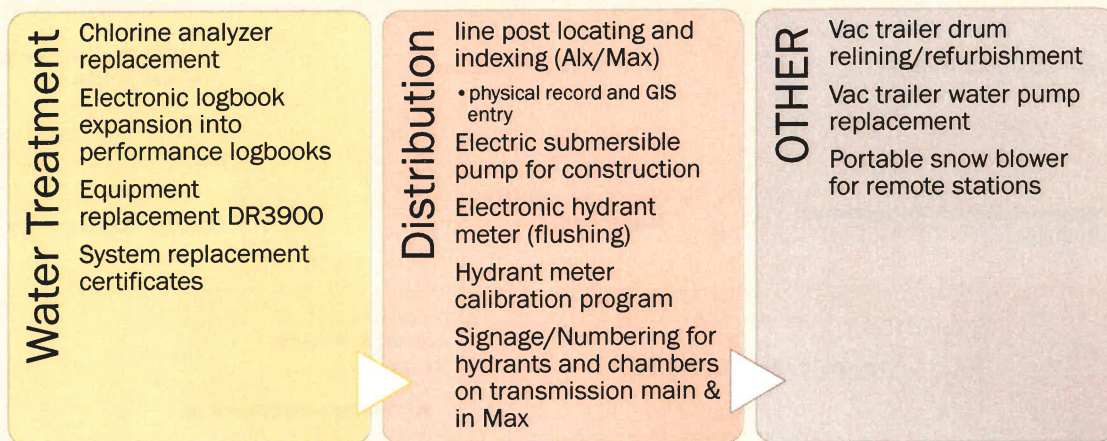 Water Treatment
Chlorine analyzer
replacement
Electronic logbook
expansion into
performance logbooks
Equipment
replacement DR3900
System replacement
certificates
Distribution
line post locating and
indexing (Alx/Max)
• physical record and GIS
entry
Electric submersible
pump for construction
Electronic hydrant
meter (flushing)
Hydrant meter
calibration program
Signage/Numbering for
hydrants and chambers
on transmission main &
in Max
OTHER
Vac trailer drum
relining/refurbishment
Vac trailer water pump
replacement
Portable snow blower
for remote stations